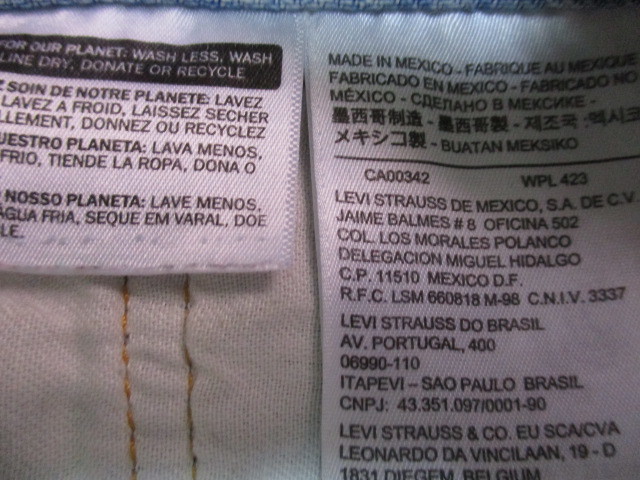 FOR OUR PLANET: WASH LESS, WASH
LINE DRY, DONATE OR RECYCLE
SOIN DE NOTRE PLANETE: LAVEZ
LAVEZ A FROID, LAISSEZ SECHER
LLEMENT, DONNEZ OU RECYCLEZ
UESTRO PLANETA: LAVA MENOS,
FRIO, TIENDE LA ROPA, DONA O
NOSSO PLANETA: LAVE MENOS,
ÁGUA FRIA, SEQUE EM VARAL, DOE
LE.
MADE IN MEXICO - FABRIQUE AU MEXIQUE
FABRICADO EN MEXICO - FABRICADO NO
MÉXICO - СДЕЛАНО В МЕКСИКЕ -
墨西哥制造 - 墨西哥製 - 제조국 :멕시코
メキシコ製 - BUATAN MEKSIKO
CA00342 WPL 423
LEVI STRAUSS DE MEXICO, S.A. DE C.V.
JAIME BALMES # 8 OFICINA 502
COL. LOS MORALES POLANCO
DELEGACION MIGUEL HIDALGO
C.P. 11510 MEXICO D.F.
R.F.C. LSM 660818 M-98 C.N.I.V. 3337
LEVI STRAUSS DO BRASIL
AV. PORTUGAL, 400
06990-110
ITAPEVI – SAO PAULO BRASIL
CNPJ: 43.351.097/0001-90
LEVI STRAUSS & CO. EU SCA/CVA
LEONARDO DA VINCILAAN, 19 - D
1831 DIEGEM, BELGIUM